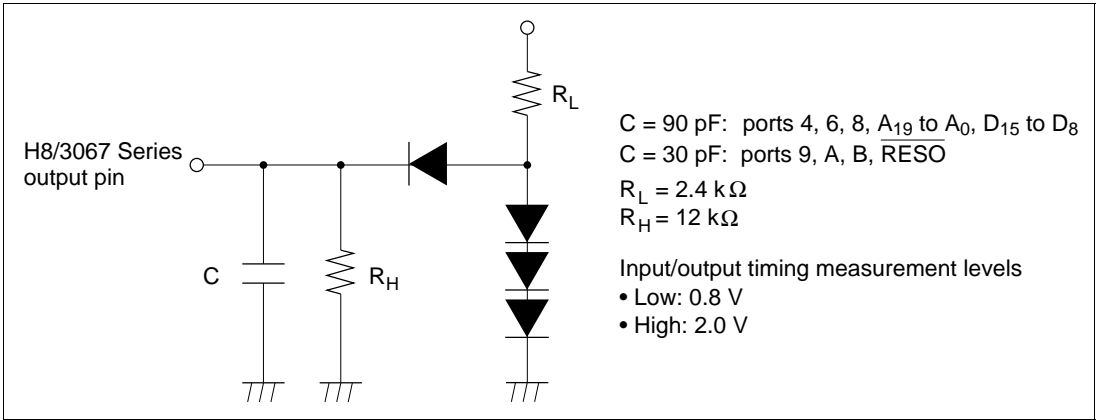 R_L
H8/3067 Series
output pin
C
R_H
C = 90 pF: ports 4, 6, 8, A₁₉ to A₀, D₁₅ to D₈
C = 30 pF: ports 9, A, B, R̅E̅S̅O̅
R_L = 2.4 kΩ
R_H = 12 kΩ
Input/output timing measurement levels
• Low: 0.8 V
• High: 2.0 V